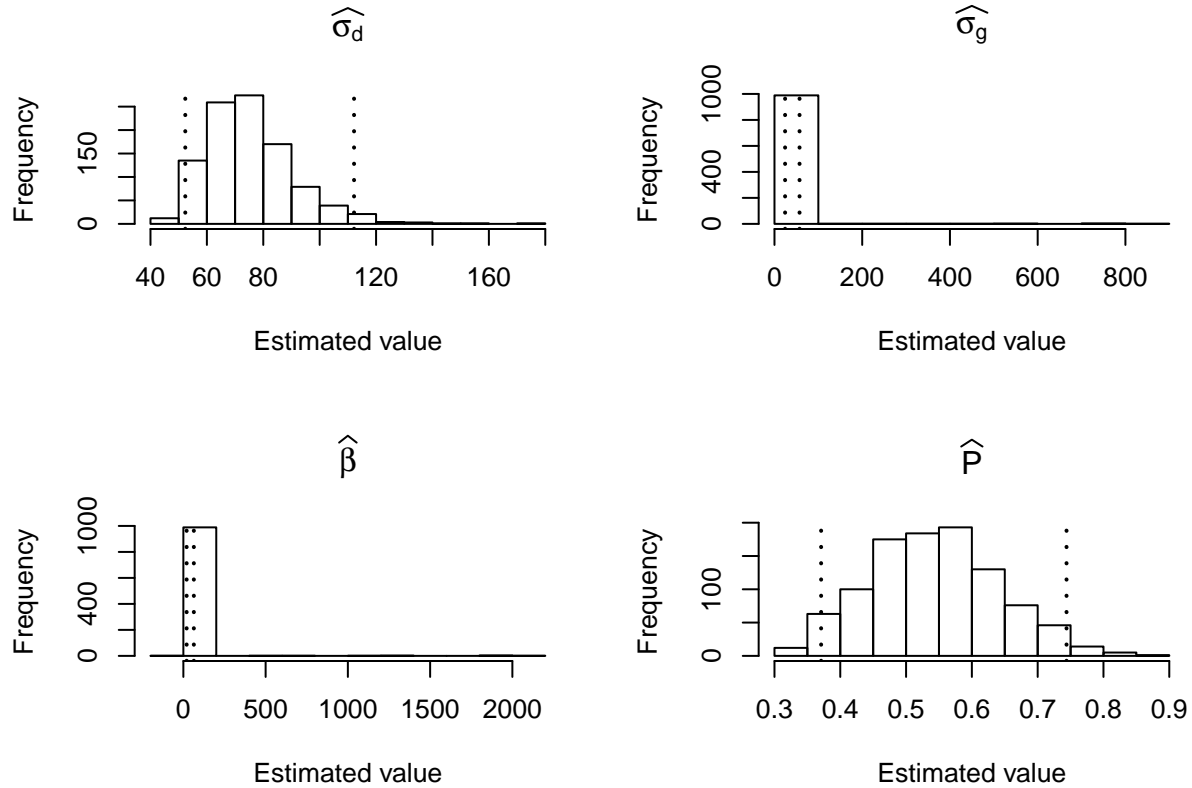 σ̂d
Frequency
0 150
40 60 80 120 160
Estimated value
σ̂g
Frequency
0 400 1000
0 200 400 600 800
Estimated value
β̂
Frequency
0 400 1000
0 500 1000 1500 2000
Estimated value
P̂
Frequency
0 100
0.3 0.4 0.5 0.6 0.7 0.8 0.9
Estimated value